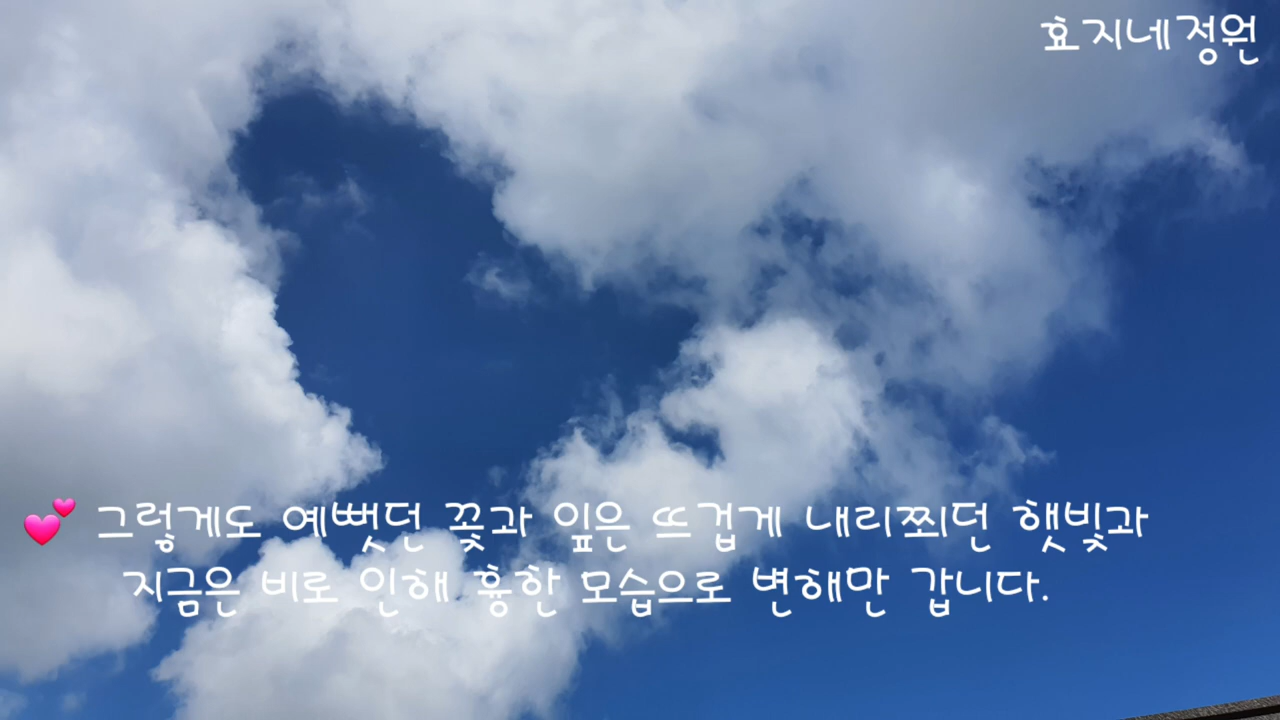 효지네정원
💕 그렇게도 예뻤던 꽃과 잎은 뜨겁게 내리쬐던 햇빛과
지금은 비로 인해 흉한 모습으로 변해만 갑니다.